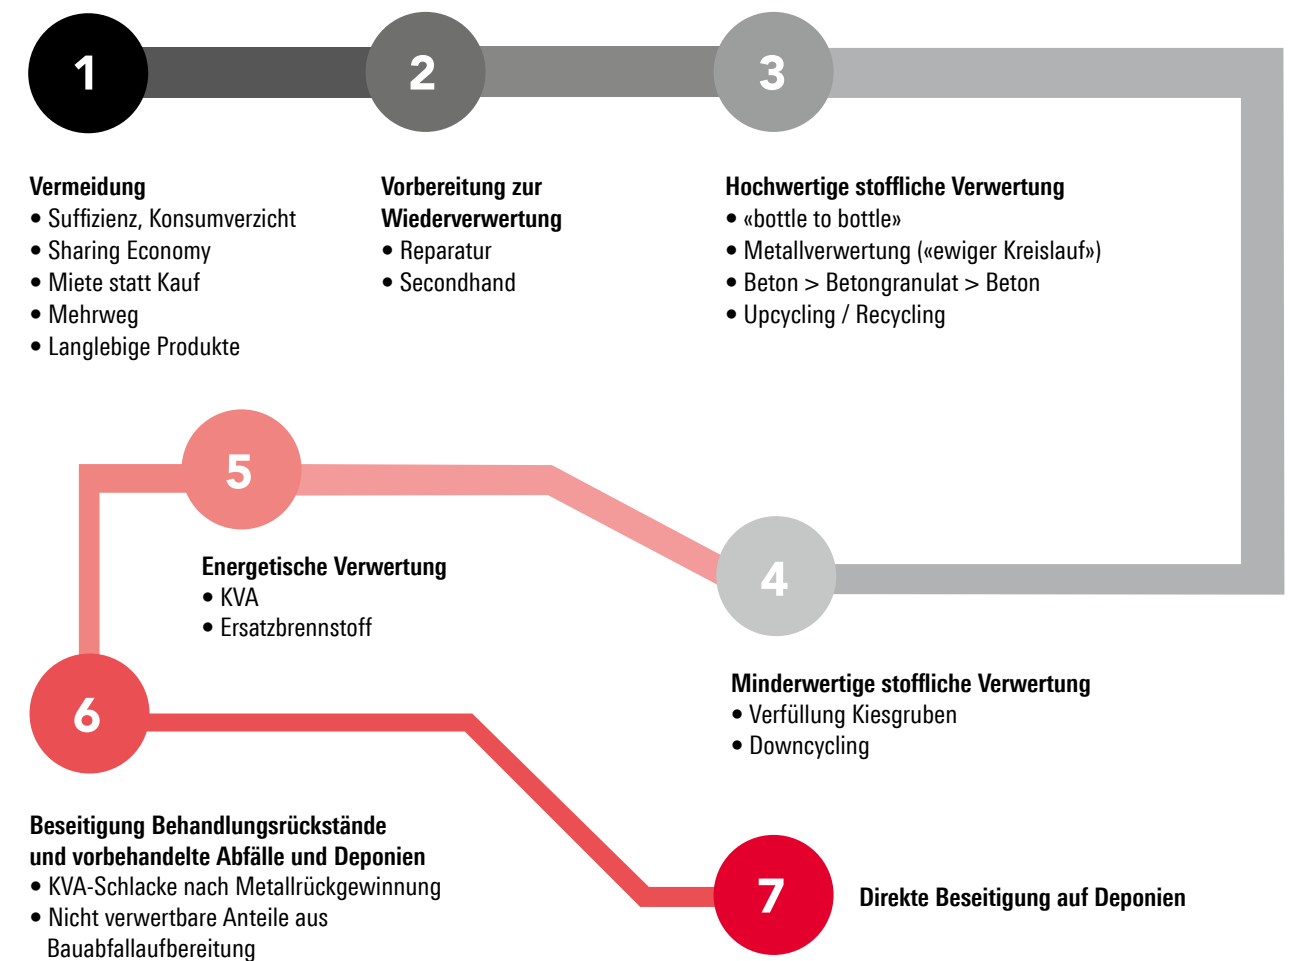 1
2
3
Vermeidung
• Suffizienz, Konsumverzicht
• Sharing Economy
• Miete statt Kauf
• Mehrweg
• Langlebige Produkte
Vorbereitung zur
Wiederverwertung
• Reparatur
• Secondhand
Hochwertige stoffliche Verwertung
• «bottle to bottle»
• Metallverwertung («ewiger Kreislauf»)
• Beton > Betongranulat > Beton
• Upcycling / Recycling
4
Minderwertige stoffliche Verwertung
• Verfüllung Kiesgruben
• Downcycling
5
Energetische Verwertung
• KVA
• Ersatzbrennstoff
6
Beseitigung Behandlungsrückstände
und vorbehandelte Abfälle und Deponien
• KVA-Schlacke nach Metallrückgewinnung
• Nicht verwertbare Anteile aus
Bauabfallaufbereitung
7
Direkte Beseitigung auf Deponien